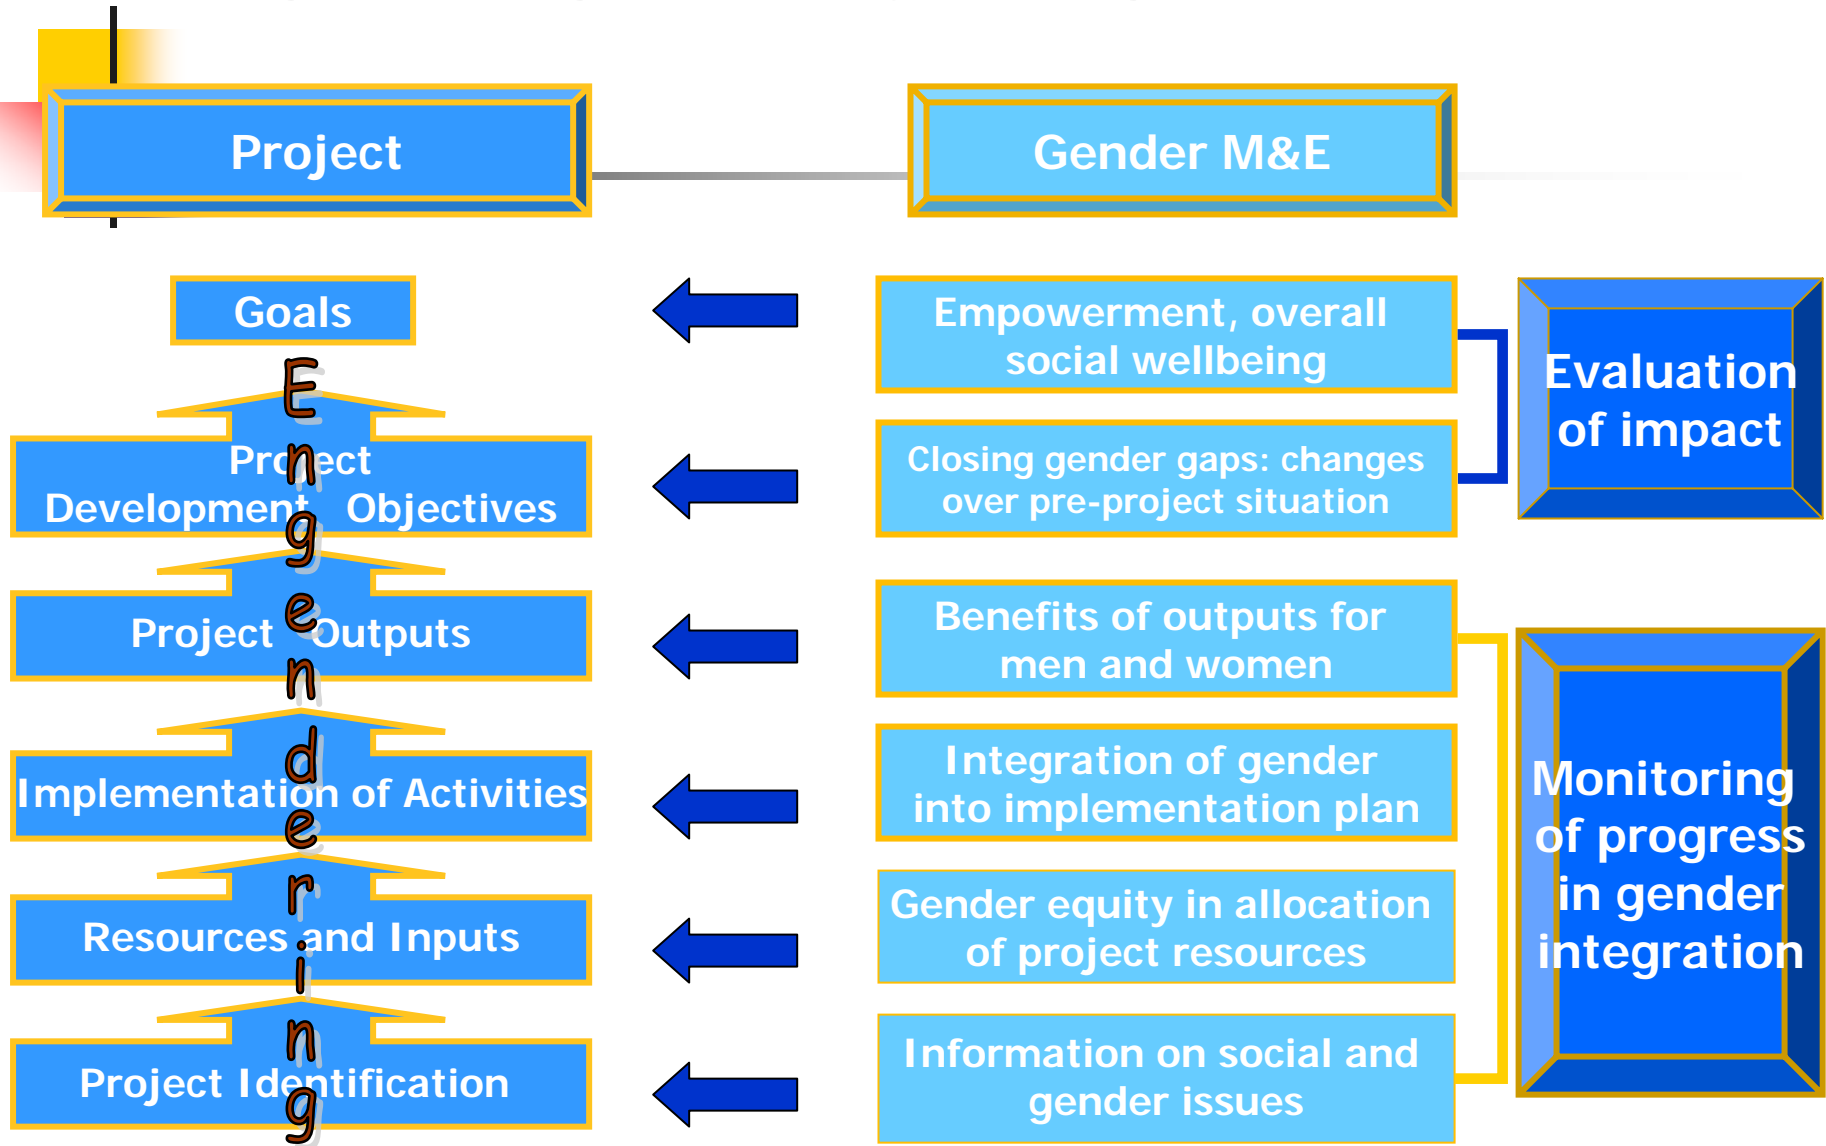 Project
Gender M&E
Goals
Empowerment, overall
social wellbeing
Evaluation
of impact
Project
Development Objectives
Closing gender gaps: changes
over pre-project situation
Project Outputs
Benefits of outputs for
men and women
Implementation of Activities
Integration of gender
into implementation plan
Monitoring
of progress
in gender
integration
Resources and Inputs
Gender equity in allocation
of project resources
Project Identification
Information on social and
gender issues
Engendering